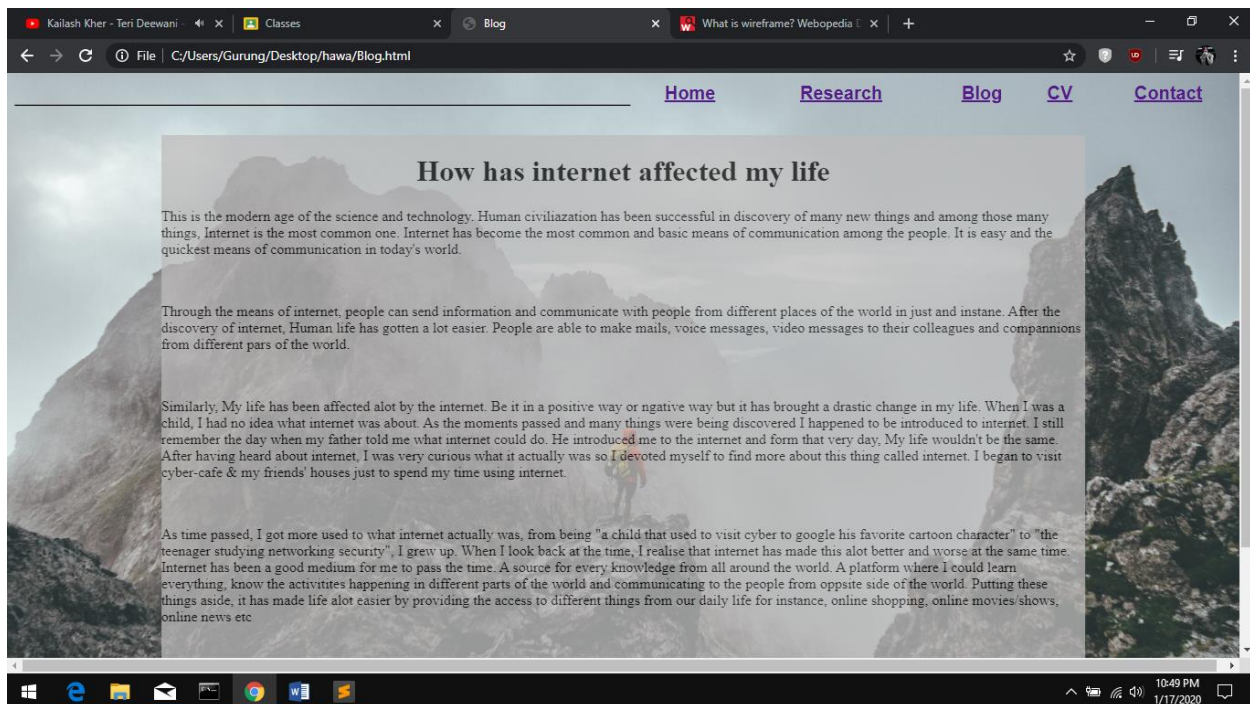 Kailash Kher - Teri Deewani -
Classes
Blog
What is wireframe? Webopedia D
File
C:/Users/Gurung/Desktop/hawa/Blog.html
Home Research Blog CV Contact
How has internet affected my life
This is the modern age of the science and technology. Human civiliazation has been successful in discovery of many new things and among those many
things, Internet is the most common one. Internet has become the most common and basic means of communication among the people. It is easy and the
quickest means of communication in today's world.
Through the means of internet, people can send information and communicate with people from different places of the world in just and instane. After the
discovery of internet, Human life has gotten a lot easier. People are able to make mails, voice messages, video messages to their colleagues and compannions
from different pars of the world.
Similarly, My life has been affected alot by the internet. Be it in a positive way or ngative way but it has brought a drastic change in my life. When I was a
child, I had no idea what internet was about. As the moments passed and many things were being discovered I happened to be introduced to internet. I still
remember the day when my father told me what internet could do. He introduced me to the internet and form that very day, My life wouldn't be the same.
After having heard about internet, I was very curious what it actually was so I devoted myself to find more about this thing called internet. I began to visit
cyber-cafe & my friends' houses just to spend my time using internet.
As time passed, I got more used to what internet actually was, from being "a child that used to visit cyber to google his favorite cartoon character" to "the
teenager studying networking security", I grew up. When I look back at the time, I realise that internet has made this alot better and worse at the same time.
Internet has been a good medium for me to pass the time. A source for every knowledge from all around the world. A platform where I could learn
everything, know the activitites happening in different parts of the world and communicating to the people from oppsite side of the world. Putting these
things aside, it has made life alot easier by providing the access to different things from our daily life for instance, online shopping, online movies/shows,
online news etc
10:49 PM
1/17/2020